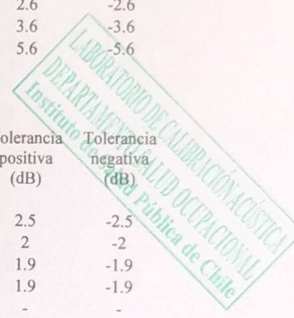 2.6 -2.6
3.6 -3.6
5.6 -5.6
LABORATORIO DE CALIBRACIÓN ACÚSTICA
DEPARTAMENTO SALUD OCUPACIONAL
Instituto de Salud Pública de Chile
olerancia Tolerancia
positiva negativa
(dB) (dB)
2.5 -2.5
2 -2
1.9 -1.9
1.9 -1.9
- -